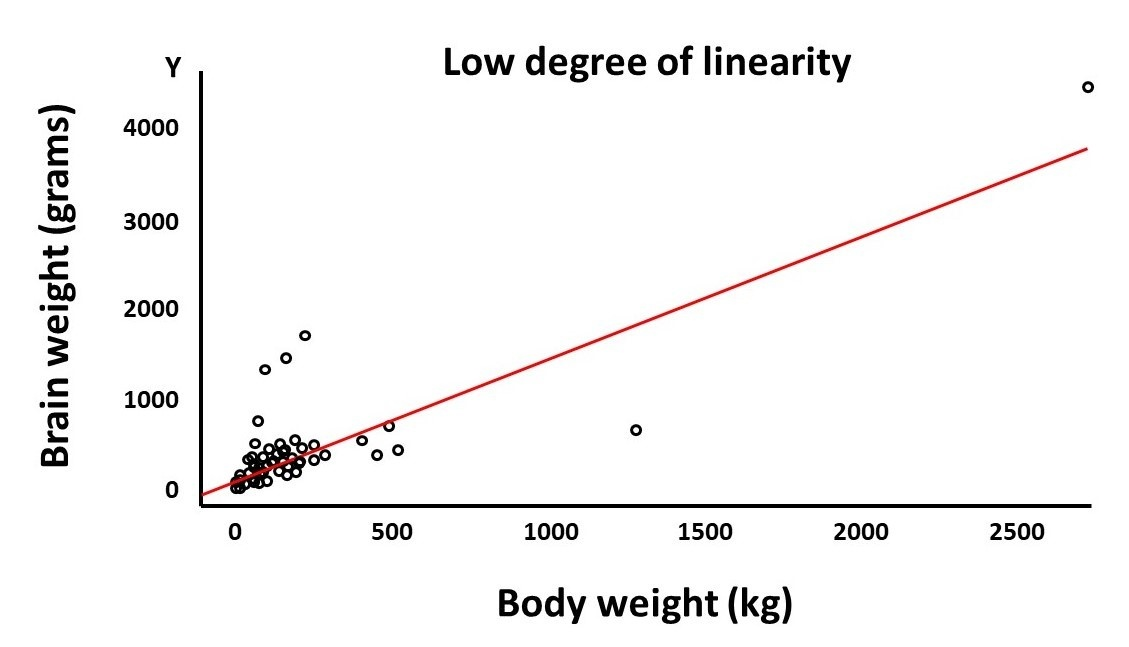 Low degree of linearity
Y
Brain weight (grams)
4000
3000
2000
1000
0
0 500 1000 1500 2000 2500
Body weight (kg)